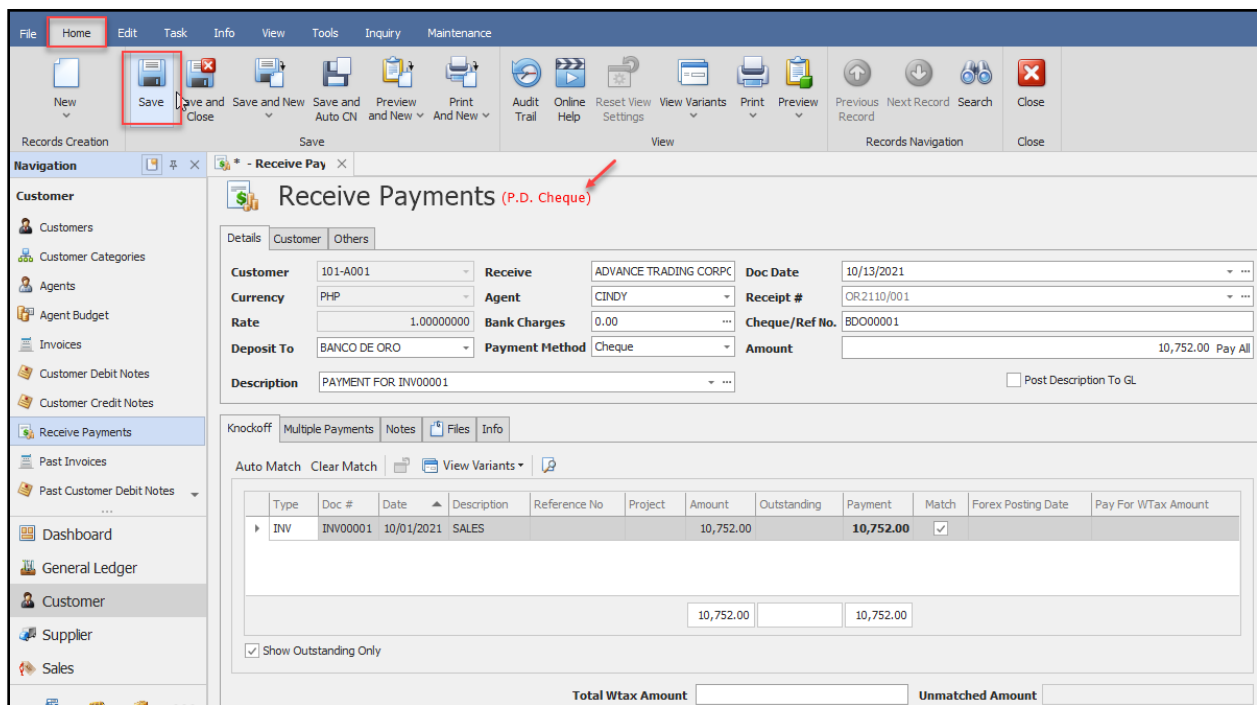 File Home Edit Task Info View Tools Inquiry Maintenance
New Save Save and Close Save and New Save and Auto CN Preview and New Print And New Audit Trail Online Help Reset View Settings View Variants Print Preview Previous Record Next Record Search Close
Records Creation Save View Records Navigation Close
Navigation
* - Receive Pay
Customer
Customers
Customer Categories
Agents
Agent Budget
Invoices
Customer Debit Notes
Customer Credit Notes
Receive Payments
Past Invoices
Past Customer Debit Notes
Dashboard
General Ledger
Customer
Supplier
Sales
Receive Payments (P.D. Cheque)
Details Customer Others
Customer 101-A001 Receive ADVANCE TRADING CORPC Doc Date 10/13/2021
Currency PHP Agent CINDY Receipt # OR2110/001
Rate 1.00000000 Bank Charges 0.00 Cheque/Ref No. BDO00001
Deposit To BANCO DE ORO Payment Method Cheque Amount 10,752.00 Pay All
Description PAYMENT FOR INV00001 Post Description To GL
Knockoff Multiple Payments Notes Files Info
Auto Match Clear Match View Variants
Type Doc # Date Description Reference No Project Amount Outstanding Payment Match Forex Posting Date Pay For WTax Amount
INV INV00001 10/01/2021 SALES 10,752.00 10,752.00
10,752.00 10,752.00
Show Outstanding Only
Total Wtax Amount Unmatched Amount